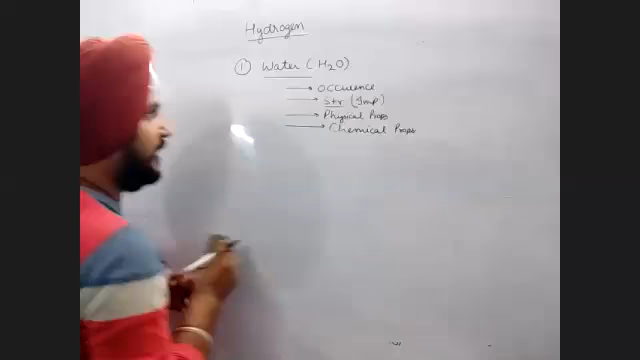 Hydrogen
① Water (H₂O)
→ Occurence
→ Str (Imp)
→ Physical Props
→ Chemical Props